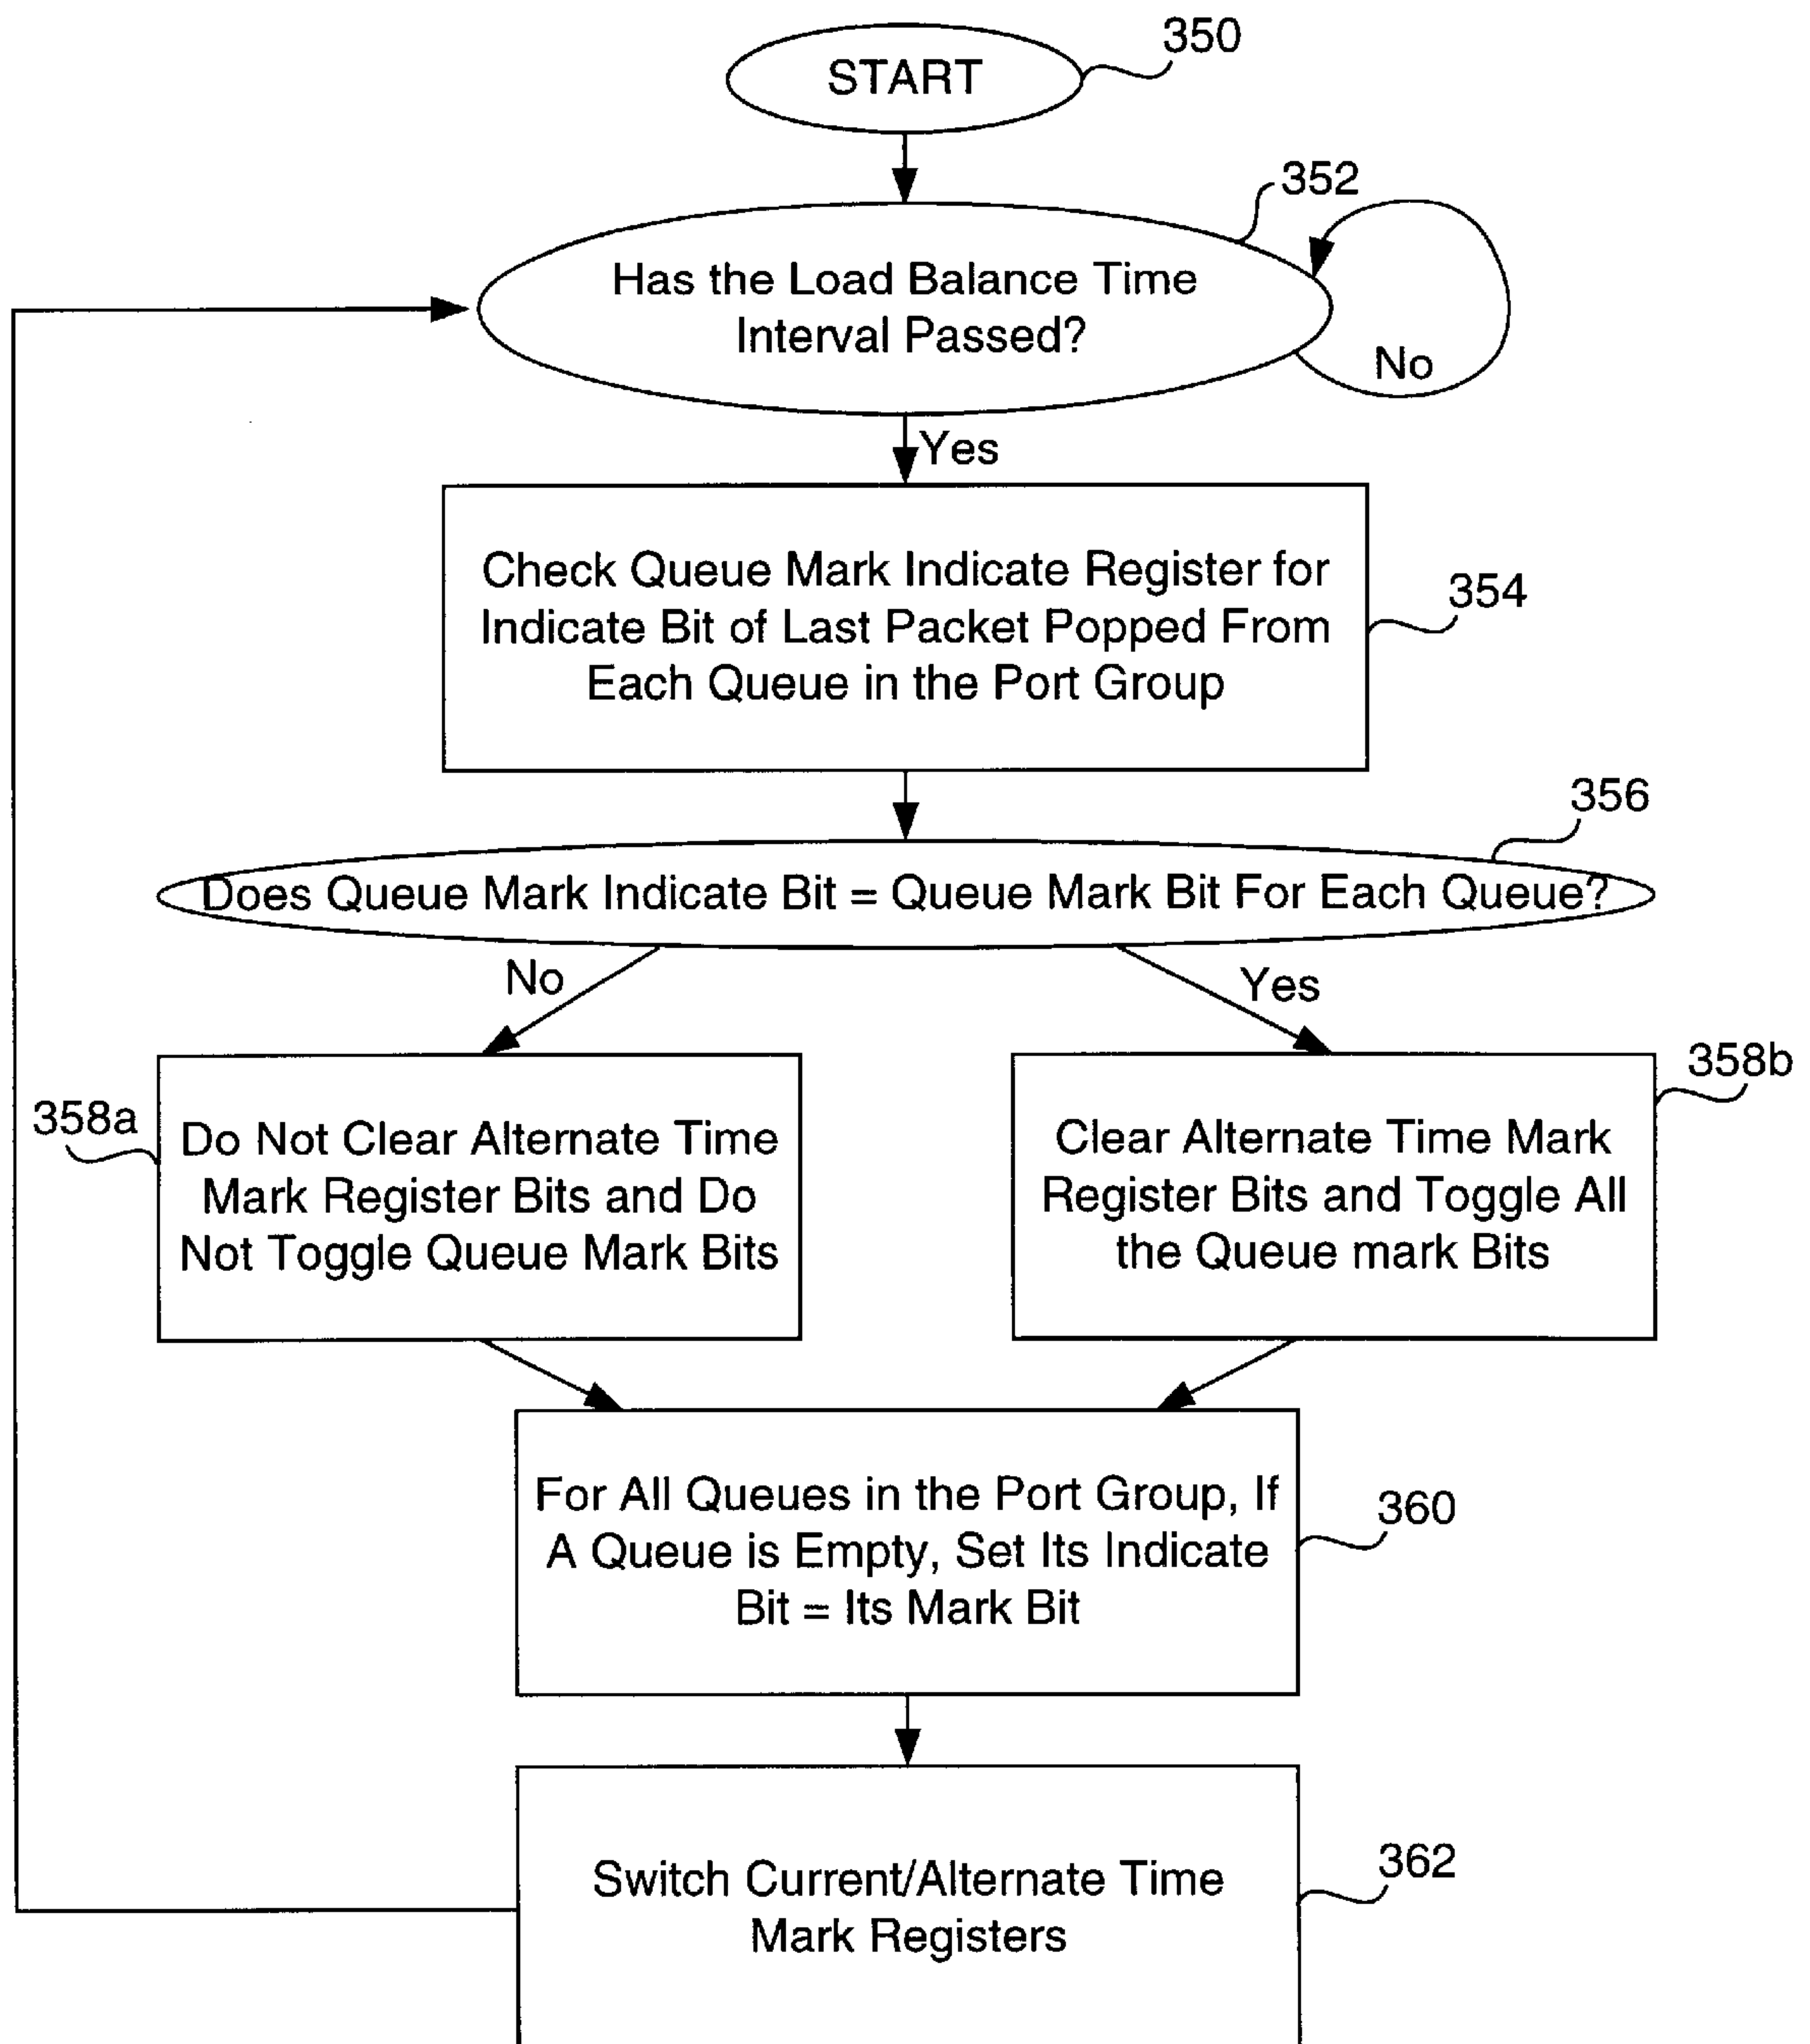 START
350
352
Has the Load Balance Time
Interval Passed?
No
Yes
Check Queue Mark Indicate Register for
Indicate Bit of Last Packet Popped From
Each Queue in the Port Group
354
356
Does Queue Mark Indicate Bit = Queue Mark Bit For Each Queue?
No
Yes
358a
Do Not Clear Alternate Time
Mark Register Bits and Do
Not Toggle Queue Mark Bits
358b
Clear Alternate Time Mark
Register Bits and Toggle All
the Queue mark Bits
For All Queues in the Port Group, If
A Queue is Empty, Set Its Indicate
Bit = Its Mark Bit
360
Switch Current/Alternate Time
Mark Registers
362